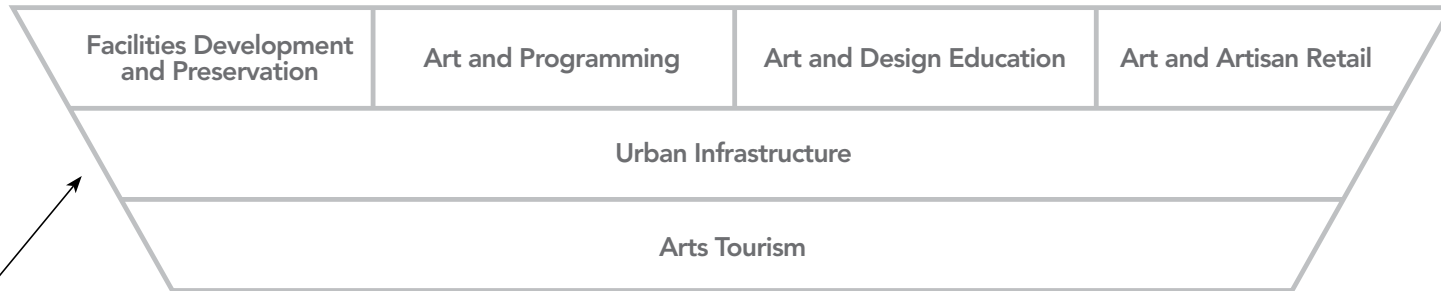 Facilities Development
and Preservation
Art and Programming
Art and Design Education
Art and Artisan Retail
Urban Infrastructure
Arts Tourism